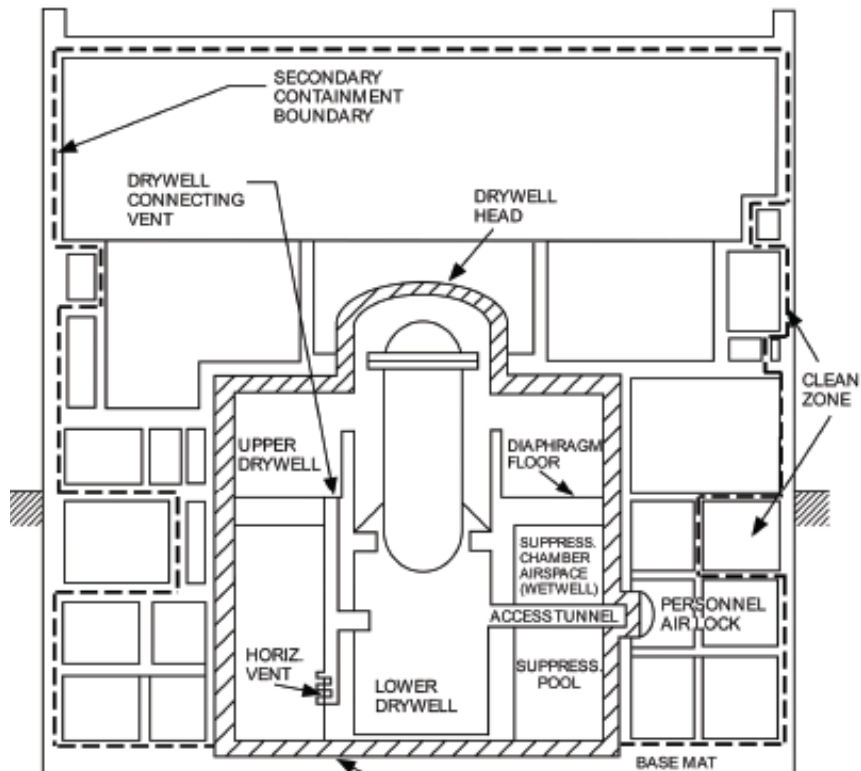 SECONDARY
CONTAINMENT
BOUNDARY
DRYWELL
CONNECTING
VENT
DRYWELL
HEAD
CLEAN
ZONE
UPPER
DRYWELL
DIAPHRAGM
FLOOR
SUPPRESS.
CHAMBER
AIRSPACE
(WETWELL)
ACCESS TUNNEL
PERSONNEL
AIR LOCK
HORIZ.
VENT
LOWER
DRYWELL
SUPPRESS.
POOL
BASE MAT